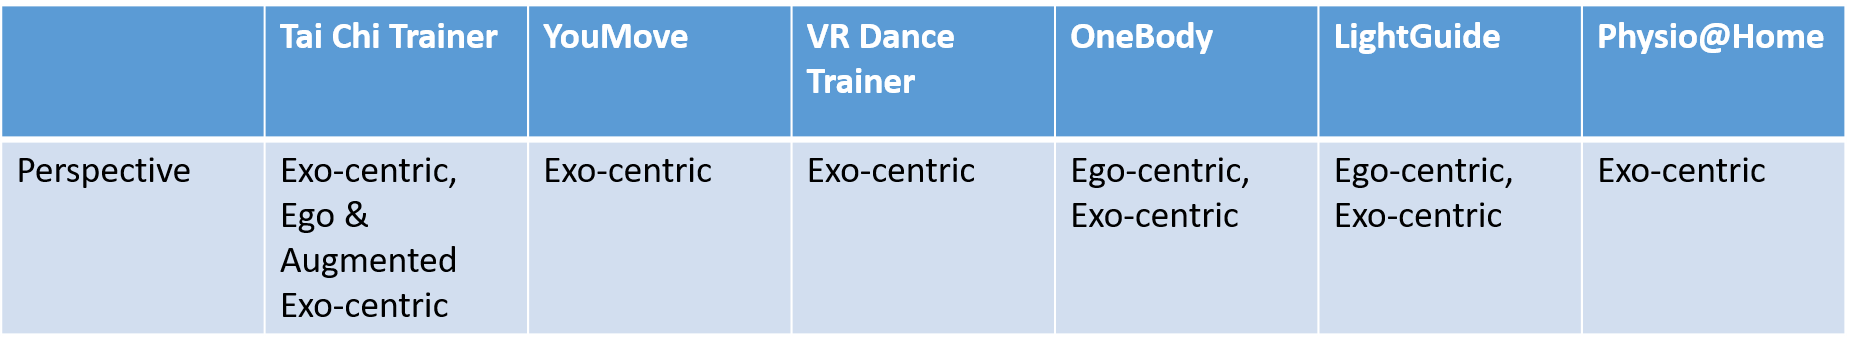 Tai Chi Trainer
YouMove
VR Dance
Trainer
OneBody
LightGuide
Physio@Home
Perspective
Exo-centric,
Ego &
Augmented
Exo-centric
Exo-centric
Exo-centric
Ego-centric,
Exo-centric
Ego-centric,
Exo-centric
Exo-centric